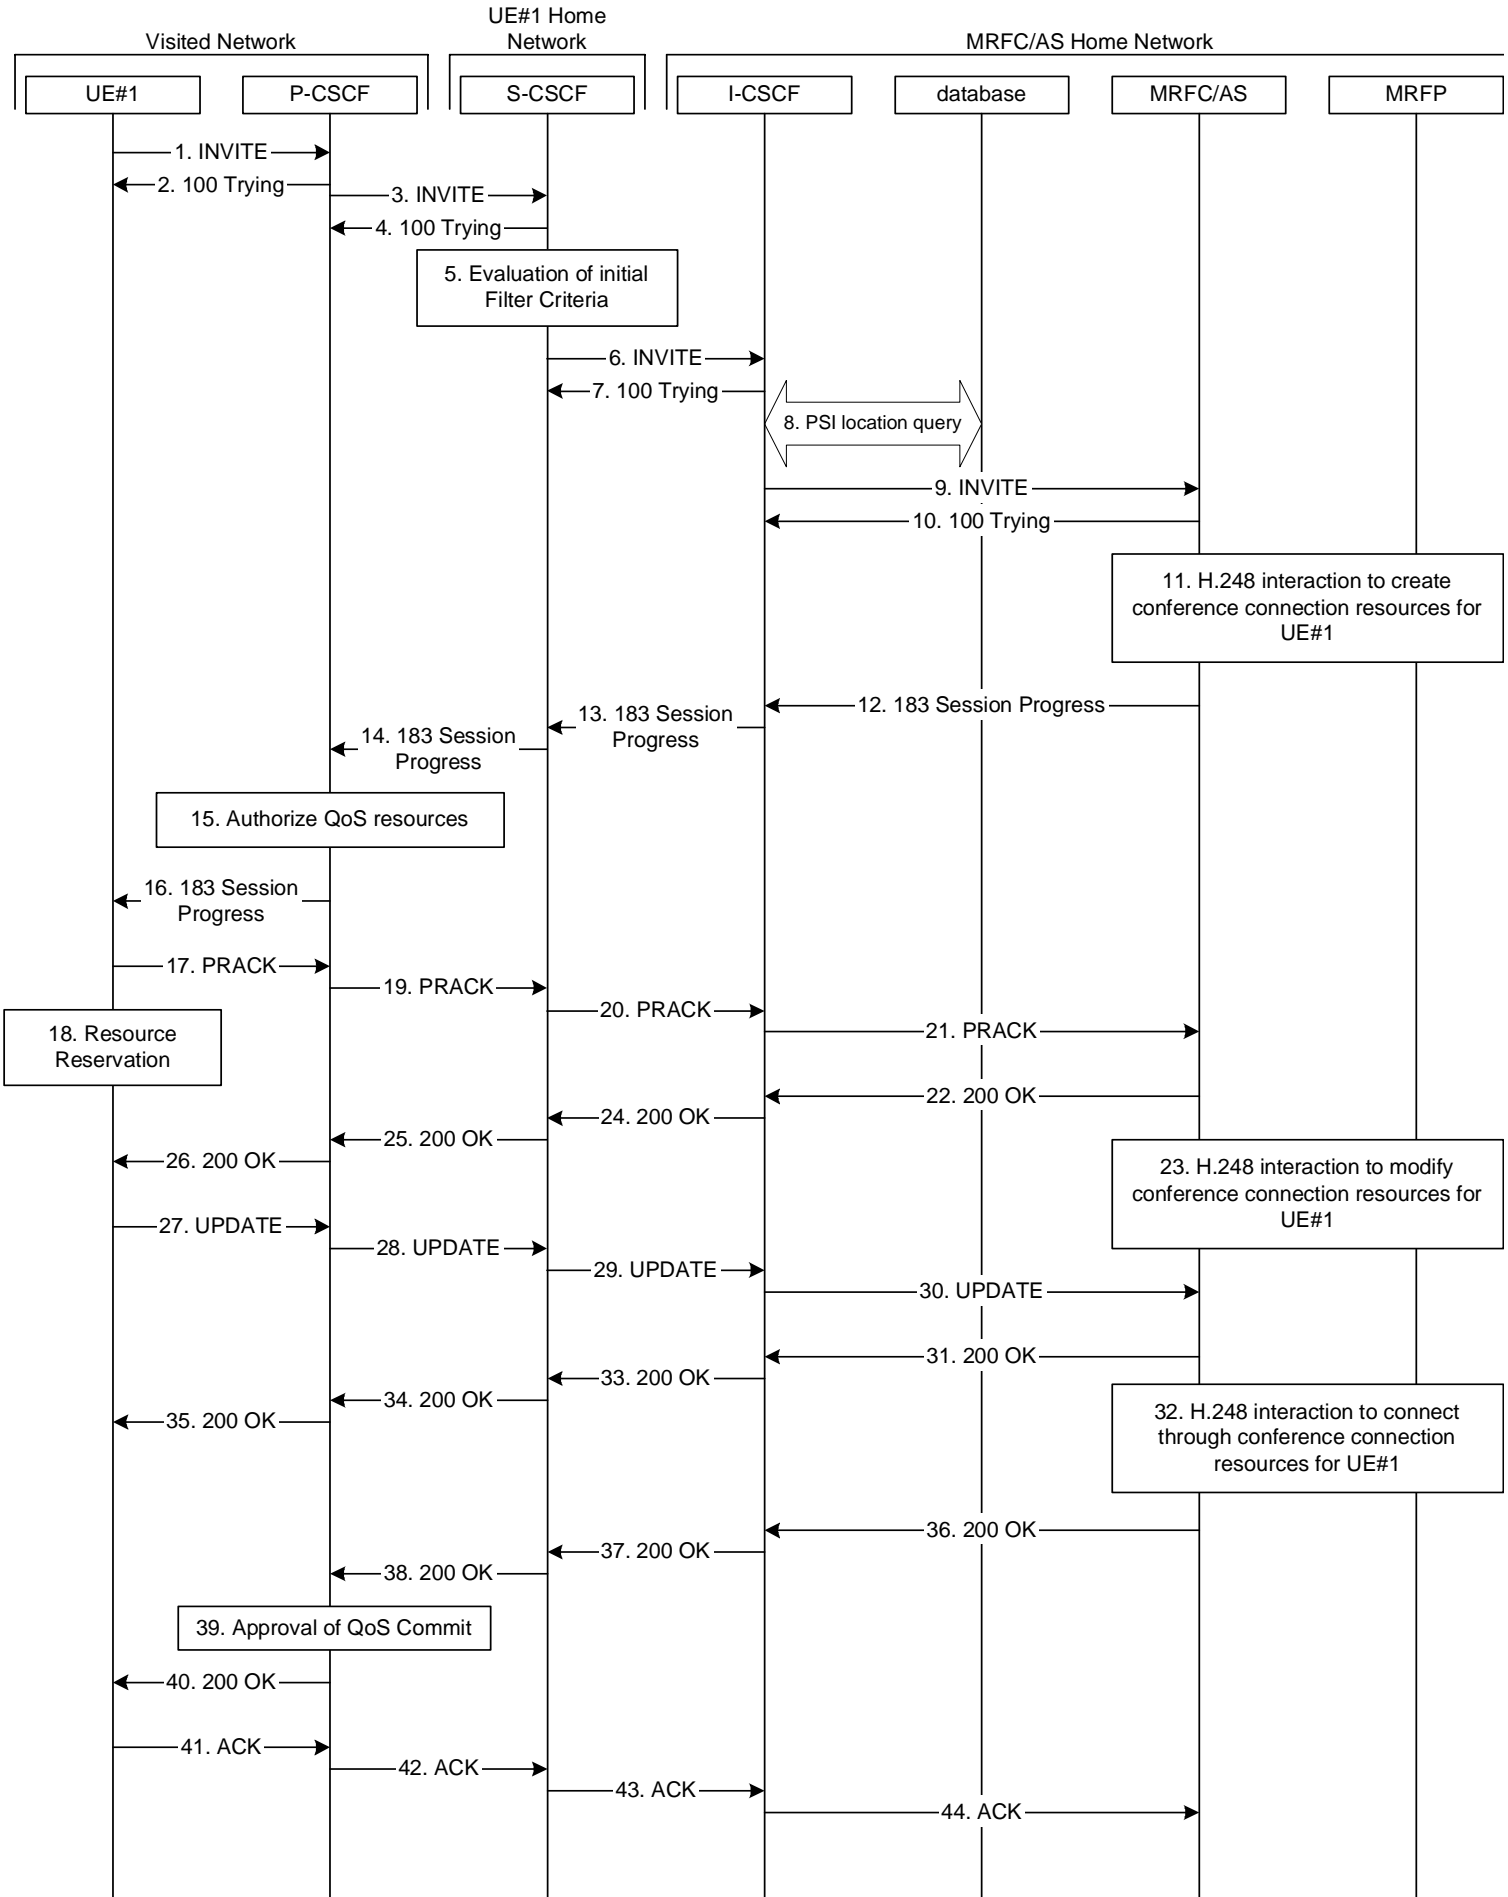 UE#1 Home
Network
Visited Network
MRFC/AS Home Network
UE#1
P-CSCF
S-CSCF
I-CSCF
database
MRFC/AS
MRFP
1. INVITE
2. 100 Trying
3. INVITE
4. 100 Trying
5. Evaluation of initial
Filter Criteria
6. INVITE
7. 100 Trying
8. PSI location query
9. INVITE
10. 100 Trying
11. H.248 interaction to create
conference connection resources for
UE#1
12. 183 Session Progress
13. 183 Session
Progress
14. 183 Session
Progress
15. Authorize QoS resources
16. 183 Session
Progress
17. PRACK
19. PRACK
20. PRACK
18. Resource
Reservation
21. PRACK
22. 200 OK
24. 200 OK
25. 200 OK
26. 200 OK
23. H.248 interaction to modify
conference connection resources for
UE#1
27. UPDATE
28. UPDATE
29. UPDATE
30. UPDATE
31. 200 OK
33. 200 OK
34. 200 OK
35. 200 OK
32. H.248 interaction to connect
through conference connection
resources for UE#1
36. 200 OK
37. 200 OK
38. 200 OK
39. Approval of QoS Commit
40. 200 OK
41. ACK
42. ACK
43. ACK
44. ACK